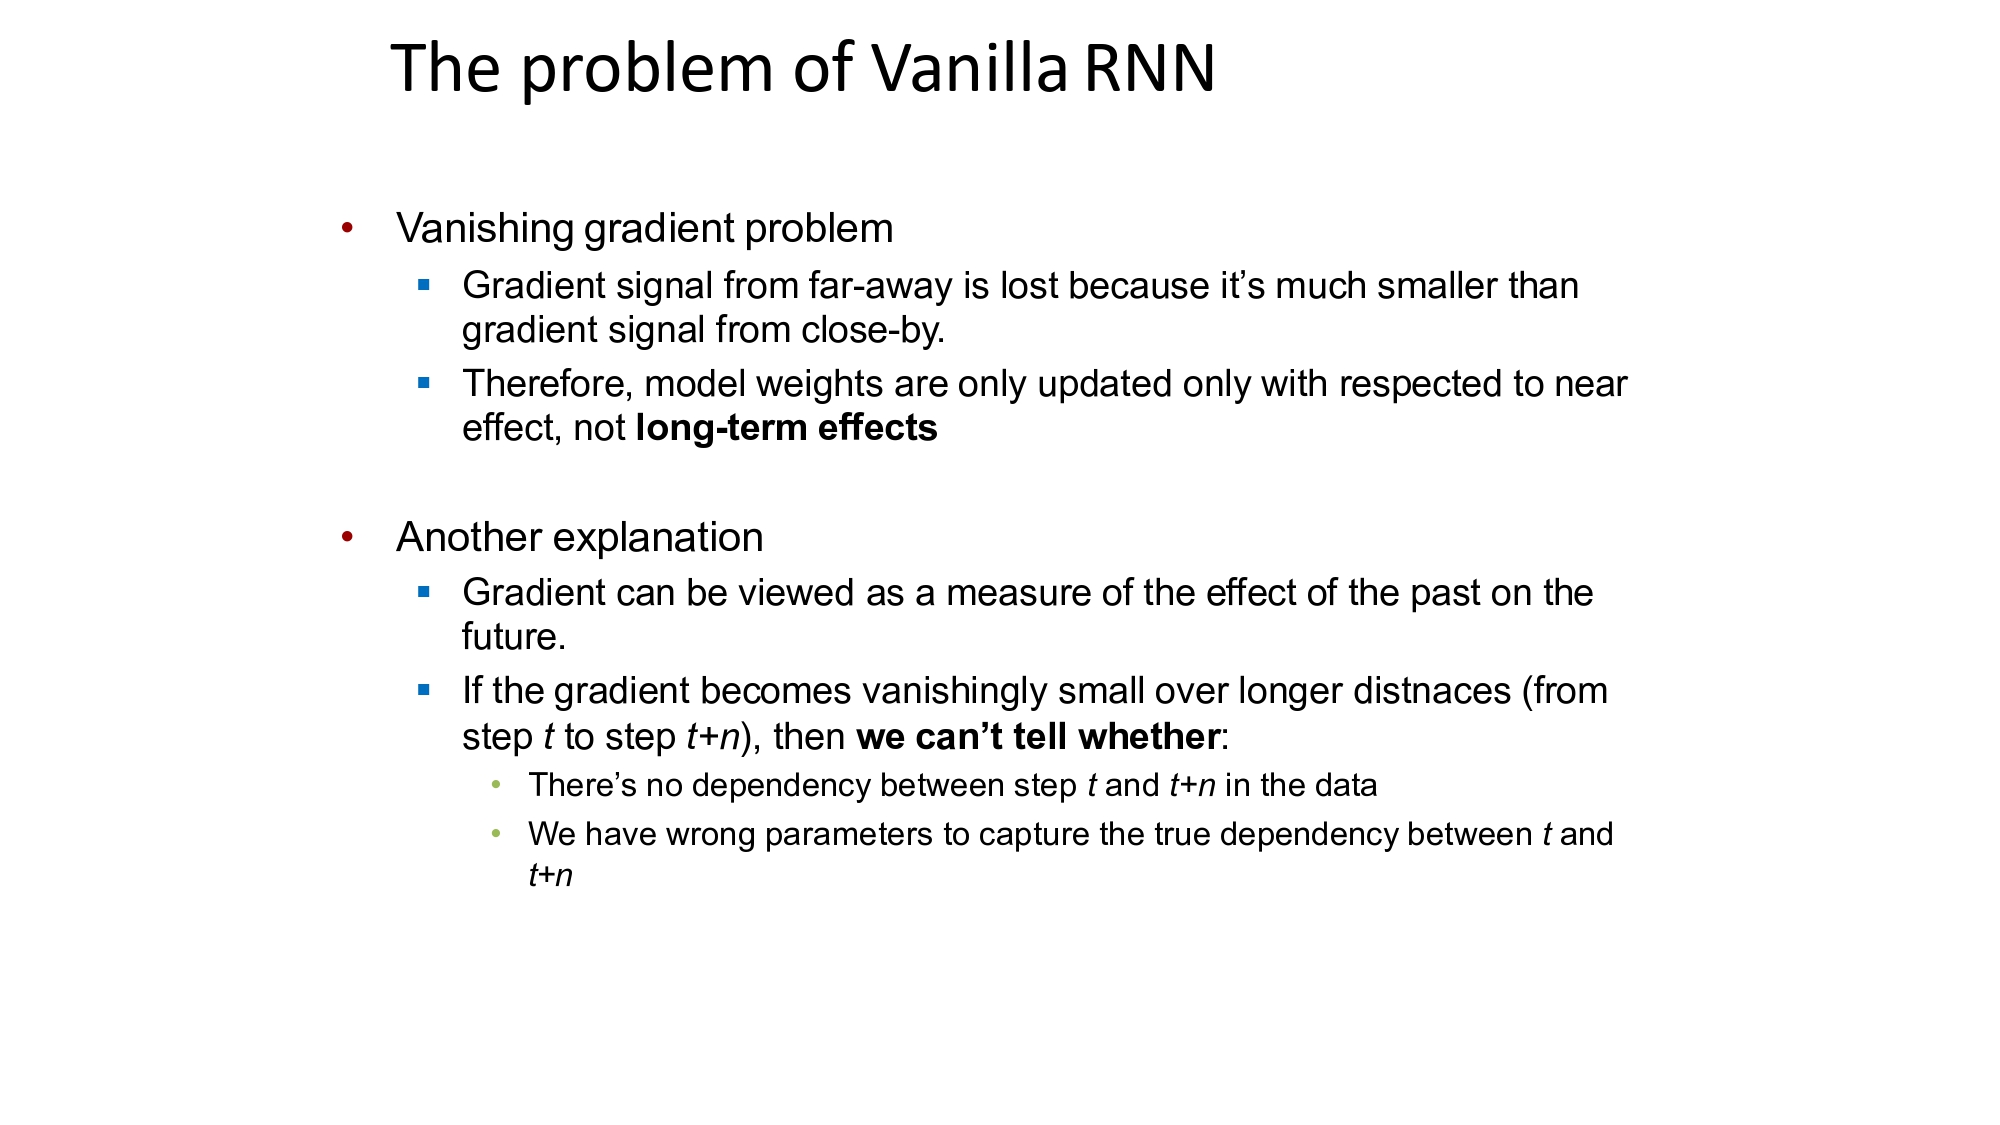 The problem of Vanilla RNN
• Vanishing gradient problem
▪ Gradient signal from far-away is lost because it’s much smaller than
gradient signal from close-by.
▪ Therefore, model weights are only updated only with respected to near
effect, not long-term effects
• Another explanation
▪ Gradient can be viewed as a measure of the effect of the past on the
future.
▪ If the gradient becomes vanishingly small over longer distnaces (from
step t to step t+n), then we can’t tell whether:
• There’s no dependency between step t and t+n in the data
• We have wrong parameters to capture the true dependency between t and
t+n